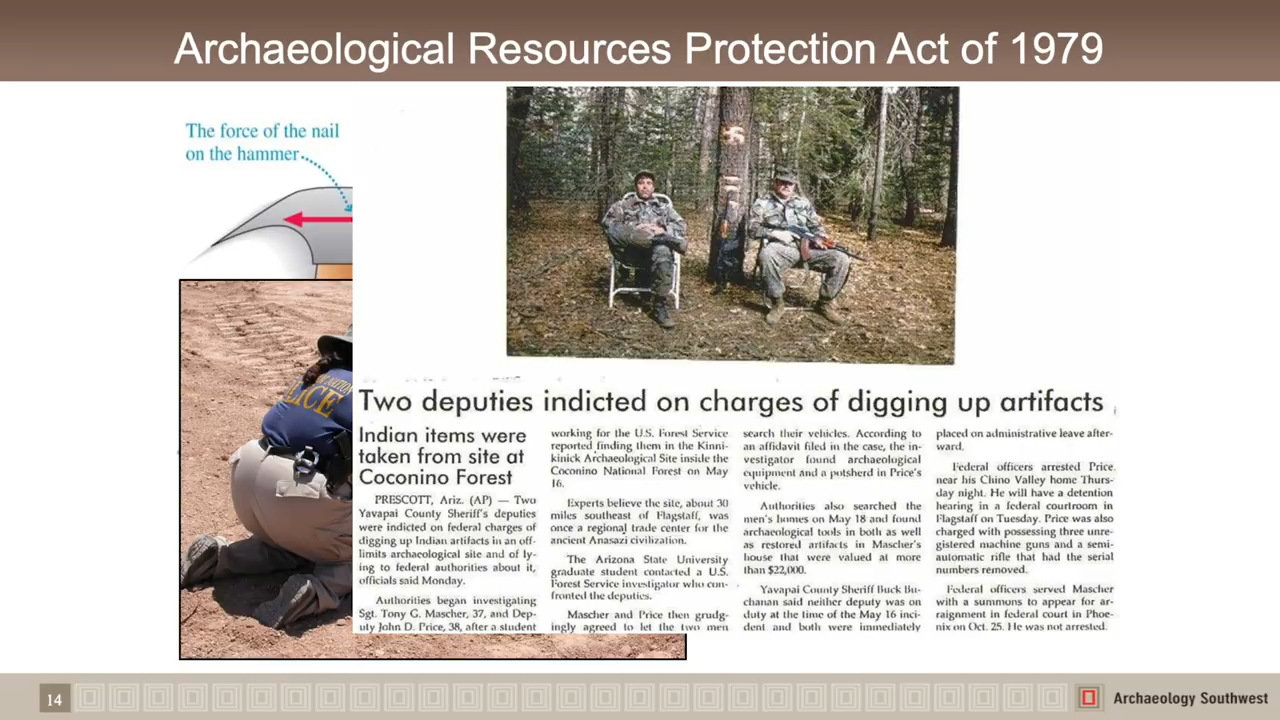 Archaeological Resources Protection Act of 1979
The force of the nail
on the hammer
LICE
Two deputies indicted on charges of digging up artifacts
Indian items were
taken from site at
Coconino Forest
PRESCOTT, Ariz. (AP) — Two
Yavapai County Sheriff's deputies
were indicted on federal charges of
digging up Indian artifacts in an off-
limits archaeological site and of ly-
ing to federal authorities about it,
officials said Monday.
Authorities began investigating
Sgt. Tony G. Mascher, 37, and Dep-
uty John D. Price, 38, after a student
working for the U.S. Forest Service
reported finding them in the Kinni-
kinick Archaeological Site inside the
Coconino National Forest on May
16.
Experts believe the site, about 30
miles southeast of Flagstaff, was
once a regional trade center for the
ancient Anasazi civilization.
The Arizona State University
graduate student contacted a U.S.
Forest Service investigator who con-
fronted the deputies.
Mascher and Price then grudg-
ingly agreed to let the two men
search their vehicles. According to
an affidavit filed in the case, the in-
vestigator found archaeological
equipment and a potsherd in Price's
vehicle.
Authorities also searched the
men's homes on May 18 and found
archaeological tools in both as well
as restored artifacts in Mascher's
house that were valued at more
than $22,000.
Yavapai County Sheriff Buck Bu-
chanan said neither deputy was on
duty at the time of the May 16 inci-
dent and both were immediately
placed on administrative leave after-
ward.
Federal officers arrested Price
near his Chino Valley home Thurs-
day night. He will have a detention
hearing in a federal courtroom in
Flagstaff on Tuesday. Price was also
charged with possessing three unre-
gistered machine guns and a semi-
automatic rifle that had the serial
numbers removed.
Federal officers served Mascher
with a summons to appear for ar-
raignment in federal court in Phoe-
nix on Oct. 25. He was not arrested.
14
Archaeology Southwest